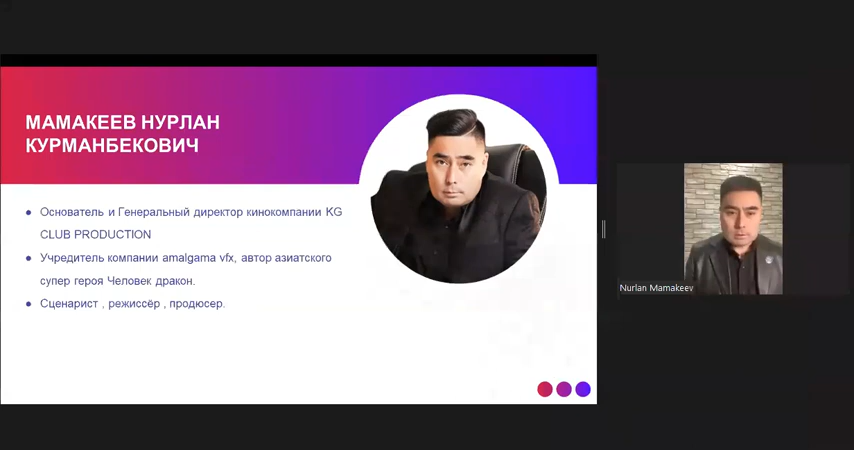 МАМАКЕЕВ НУРЛАН
КУРМАНБЕКОВИЧ
● Основатель и Генеральный директор кинокомпании KG
CLUB PRODUCTION
● Учредитель компании amalgama vfx, автор азиатского
супер героя Человек дракон.
● Сценарист , режиссёр , продюсер.
Nurlan Mamakeev